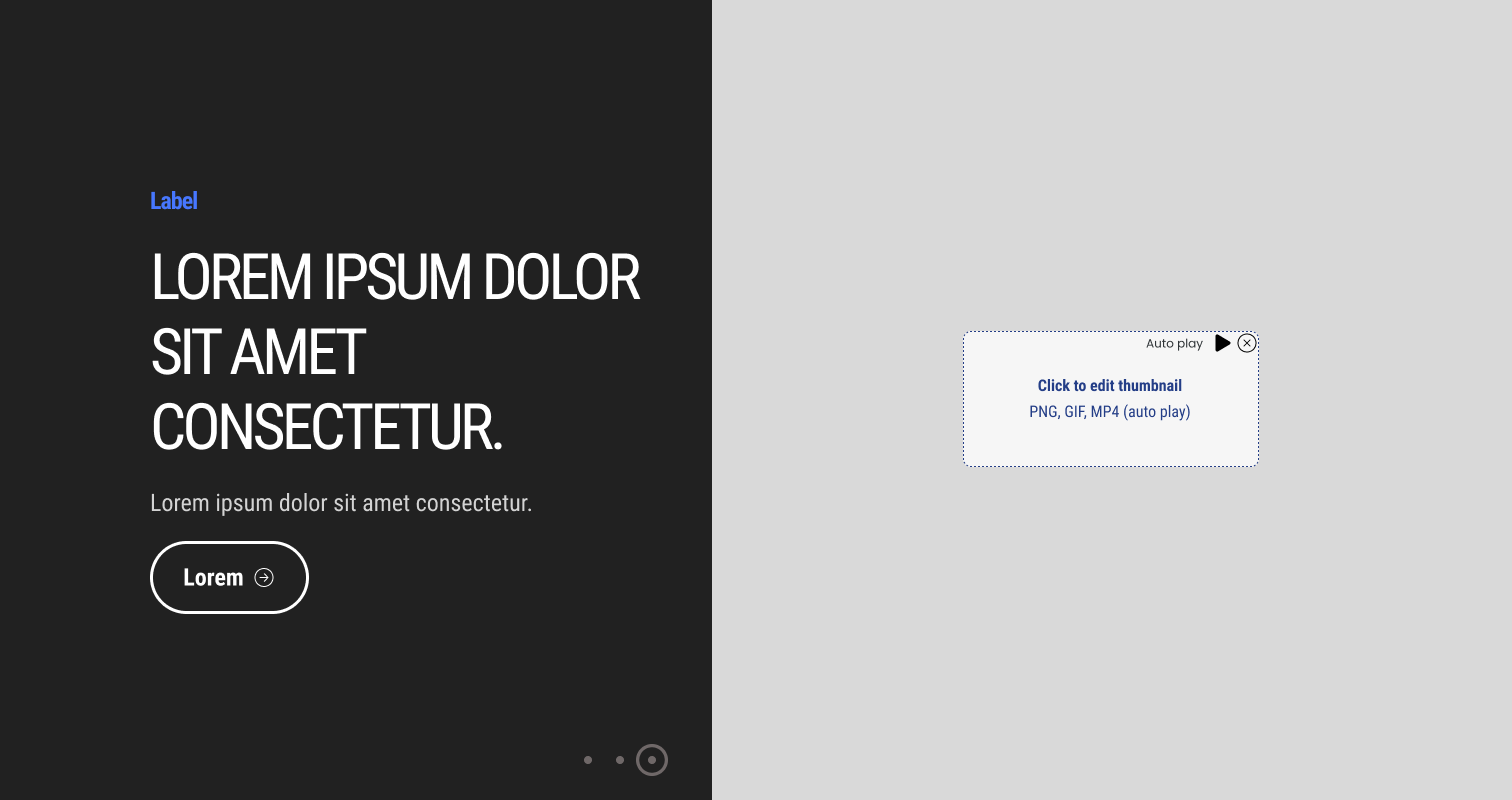 Label
LOREM IPSUM DOLOR
SIT AMET
CONSECTETUR.
Lorem ipsum dolor sit amet consectetur.
Lorem
Auto play
Click to edit thumbnail
PNG, GIF, MP4 (auto play)